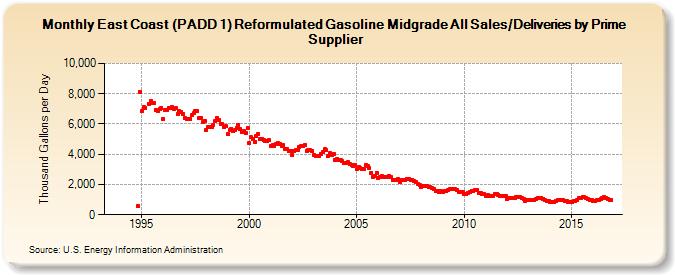 Monthly East Coast (PADD 1) Reformulated Gasoline Midgrade All Sales/Deliveries by Prime
Supplier
Thousand Gallons per Day
10,000
8,000
6,000
4,000
2,000
0
1995 2000 2005 2010 2015
Source: U.S. Energy Information Administration